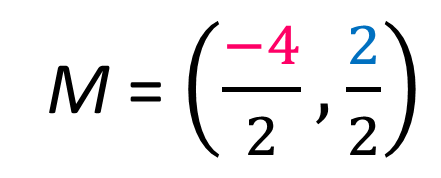 M = (-4/2, 2/2)